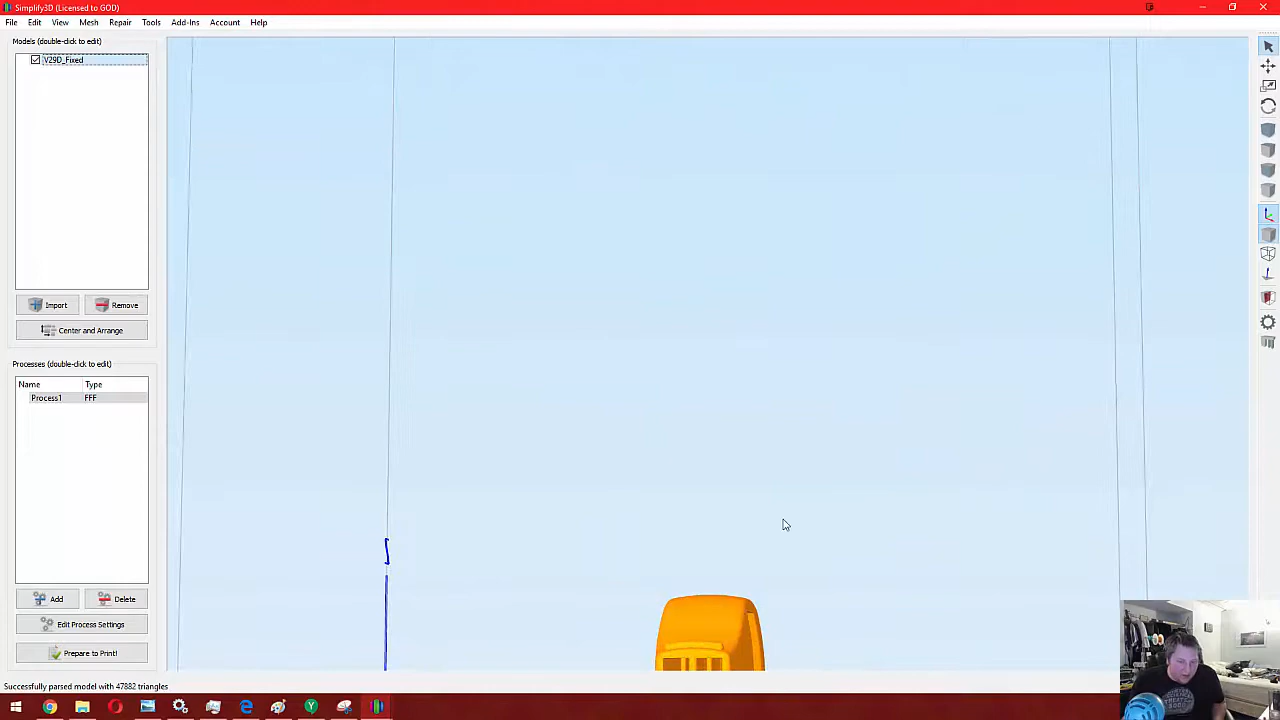 Simplify3D (Licensed to GOD)
File Edit View Mesh Repair Tools Add-Ins Account Help
Models (double-click to edit)
V29D_Fixed
Import Remove
Center and Arrange
Processes (double-click to edit)
Name Type
Process1 FFF
Add Delete
Edit Process Settings
Prepare to Print!
Successfully parsed model with 47882 triangles